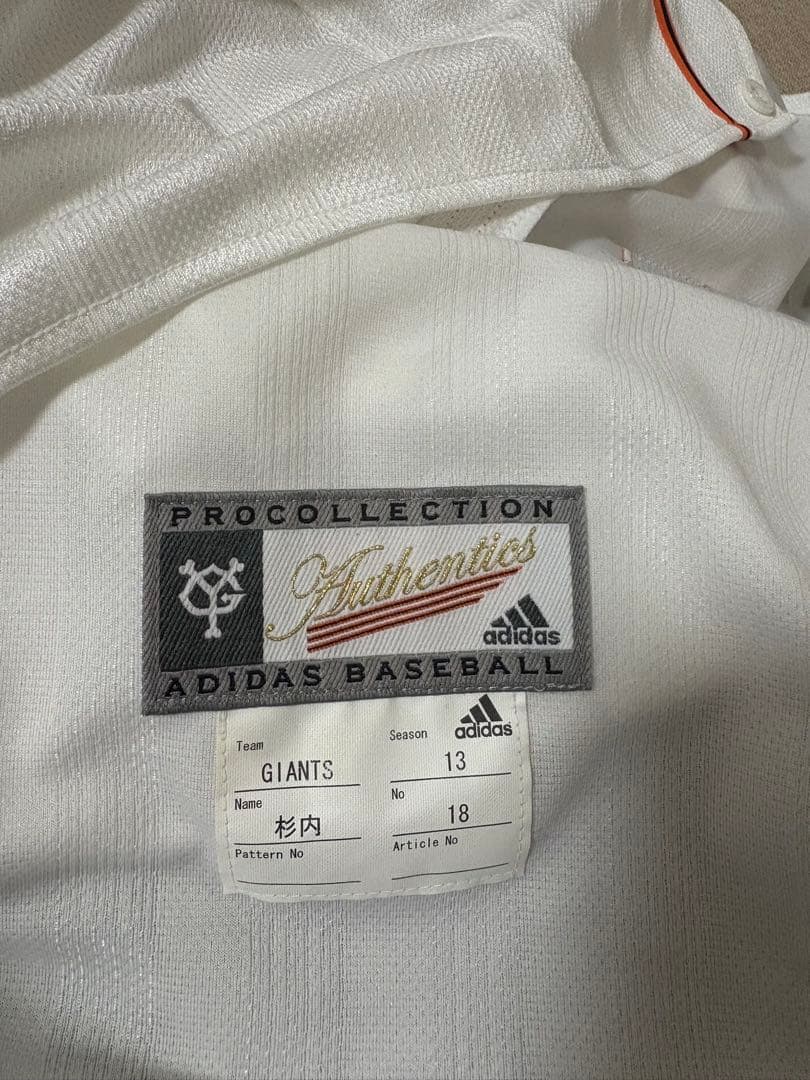 PROCOLLECTION
YG
Authentics
adidas
ADIDAS BASEBALL
adidas
Team GIANTS
Season 13
Name 杉内
No 18
Pattern No
Article No